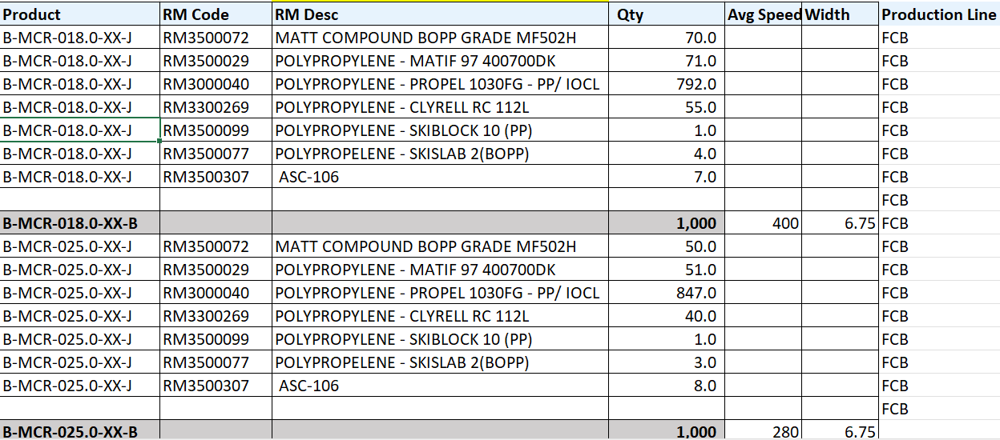 Product RM Code RM Desc Qty Avg Speed Width Production Line
B-MCR-018.0-XX-J RM3500072 MATT COMPOUND BOPP GRADE MF502H 70.0 FCB
B-MCR-018.0-XX-J RM3500029 POLYPROPYLENE - MATIF 97 400700DK 71.0 FCB
B-MCR-018.0-XX-J RM3000040 POLYPROPYLENE - PROPEL 1030FG - PP/ IOCL 792.0 FCB
B-MCR-018.0-XX-J RM3300269 POLYPROPYLENE - CLYRELL RC 112L 55.0 FCB
B-MCR-018.0-XX-J RM3500099 POLYPROPYLENE - SKIBLOCK 10 (PP) 1.0 FCB
B-MCR-018.0-XX-J RM3500077 POLYPROPELENE - SKISLAB 2(BOPP) 4.0 FCB
B-MCR-018.0-XX-J RM3500307 ASC-106 7.0 FCB
FCB
B-MCR-018.0-XX-B 1,000 400 6.75 FCB
B-MCR-025.0-XX-J RM3500072 MATT COMPOUND BOPP GRADE MF502H 50.0 FCB
B-MCR-025.0-XX-J RM3500029 POLYPROPYLENE - MATIF 97 400700DK 51.0 FCB
B-MCR-025.0-XX-J RM3000040 POLYPROPYLENE - PROPEL 1030FG - PP/ IOCL 847.0 FCB
B-MCR-025.0-XX-J RM3300269 POLYPROPYLENE - CLYRELL RC 112L 40.0 FCB
B-MCR-025.0-XX-J RM3500099 POLYPROPYLENE - SKIBLOCK 10 (PP) 1.0 FCB
B-MCR-025.0-XX-J RM3500077 POLYPROPELENE - SKISLAB 2(BOPP) 3.0 FCB
B-MCR-025.0-XX-J RM3500307 ASC-106 8.0 FCB
FCB
B-MCR-025.0-XX-B 1,000 280 6.75